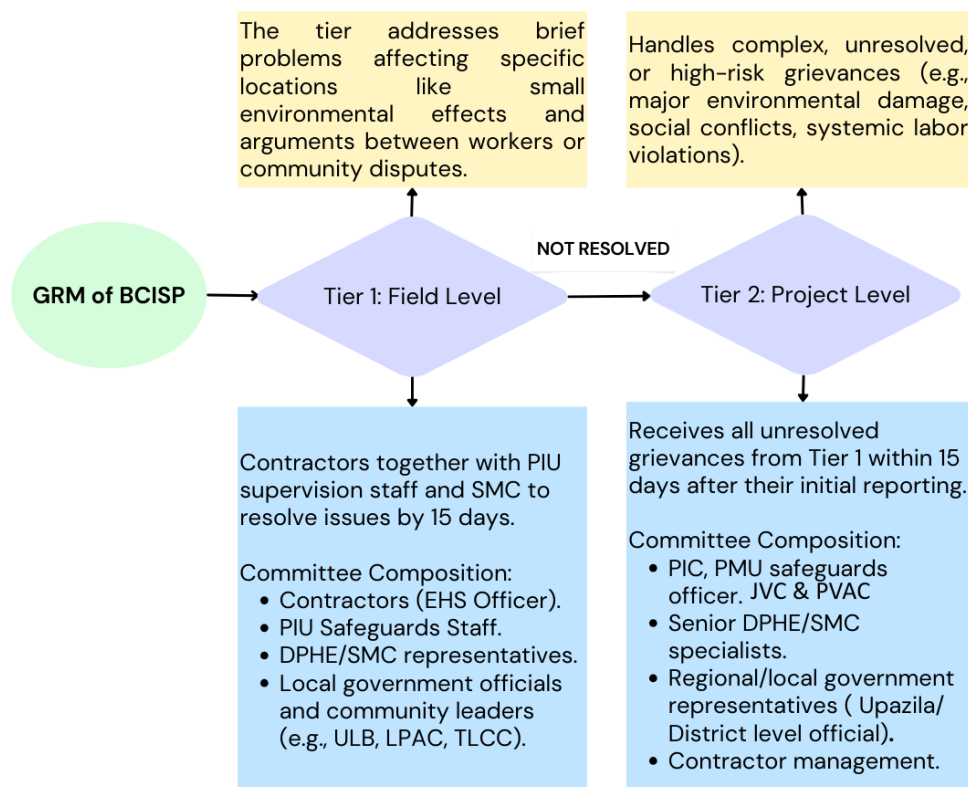 The tier addresses brief
problems affecting specific
locations like small
environmental effects and
arguments between workers or
community disputes.
Handles complex, unresolved,
or high-risk grievances (e.g.,
major environmental damage,
social conflicts, systemic labor
violations).
GRM of BCISP
Tier 1: Field Level
NOT RESOLVED
Tier 2: Project Level
Contractors together with PIU
supervision staff and SMC to
resolve issues by 15 days.
Committee Composition:
• Contractors (EHS Officer).
• PIU Safeguards Staff.
• DPHE/SMC representatives.
• Local government officials
and community leaders
(e.g., ULB, LPAC, TLCC).
Receives all unresolved
grievances from Tier 1 within 15
days after their initial reporting.
Committee Composition:
• PIC, PMU safeguards
officer. JVC & PVAC
• Senior DPHE/SMC
specialists.
• Regional/local government
representatives ( Upazila/
District level official).
• Contractor management.